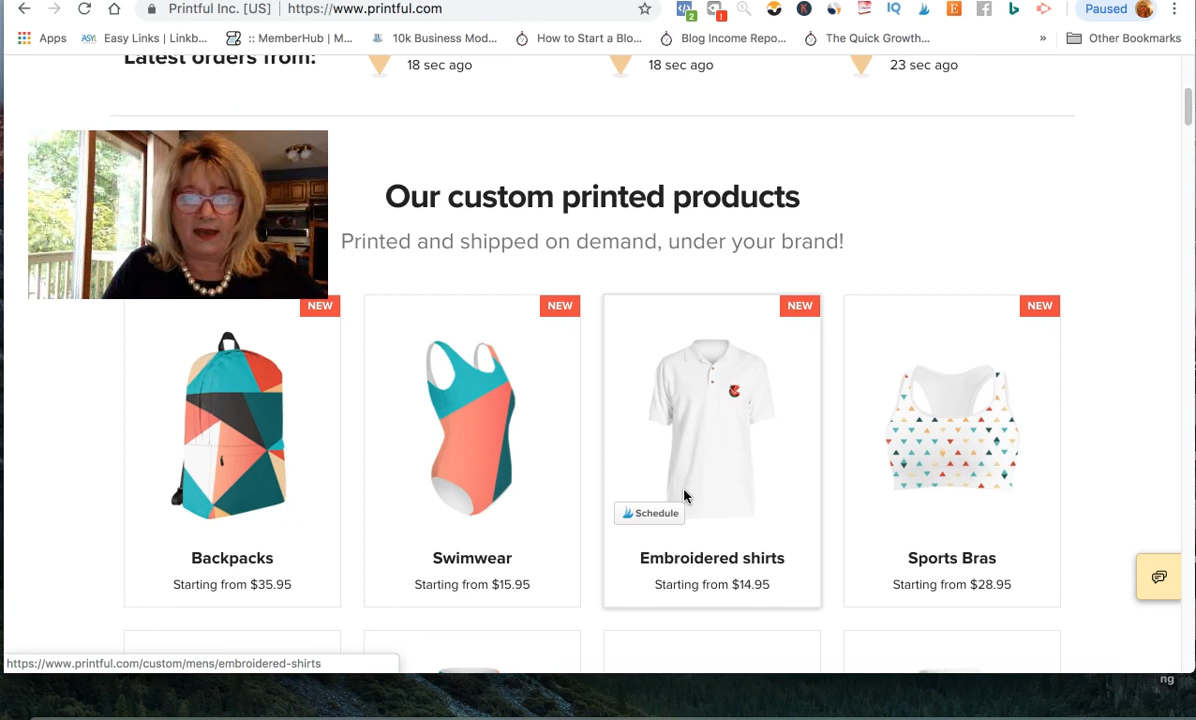 Printful Inc. [US] | https://www.printful.com
2
!
K
IQ
E
Paused
Apps
ASY Easy Links | Linkb...
:: MemberHub | M...
10k Business Mod...
How to Start a Blo...
Blog Income Repo...
The Quick Growth...
»
Other Bookmarks
Latest orders from:
18 sec ago
18 sec ago
23 sec ago
Our custom printed products
Printed and shipped on demand, under your brand!
NEW
NEW
NEW
NEW
Schedule
Backpacks
Swimwear
Embroidered shirts
Sports Bras
Starting from $35.95
Starting from $15.95
Starting from $14.95
Starting from $28.95
https://www.printful.com/custom/mens/embroidered-shirts
ng